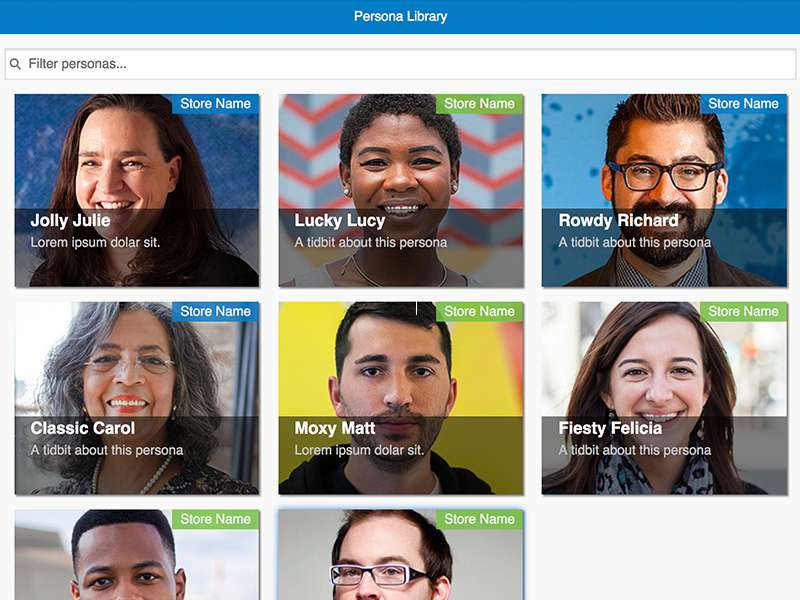 Persona Library
Filter personas...
Store Name
Jolly Julie
Lorem ipsum dolar sit.
Store Name
Lucky Lucy
A tidbit about this persona
Store Name
Rowdy Richard
A tidbit about this persona
Store Name
Classic Carol
A tidbit about this persona
Store Name
Moxy Matt
Lorem ipsum dolor sit.
Store Name
Fiesty Felicia
A tidbit about this persona
Store Name
Store Name